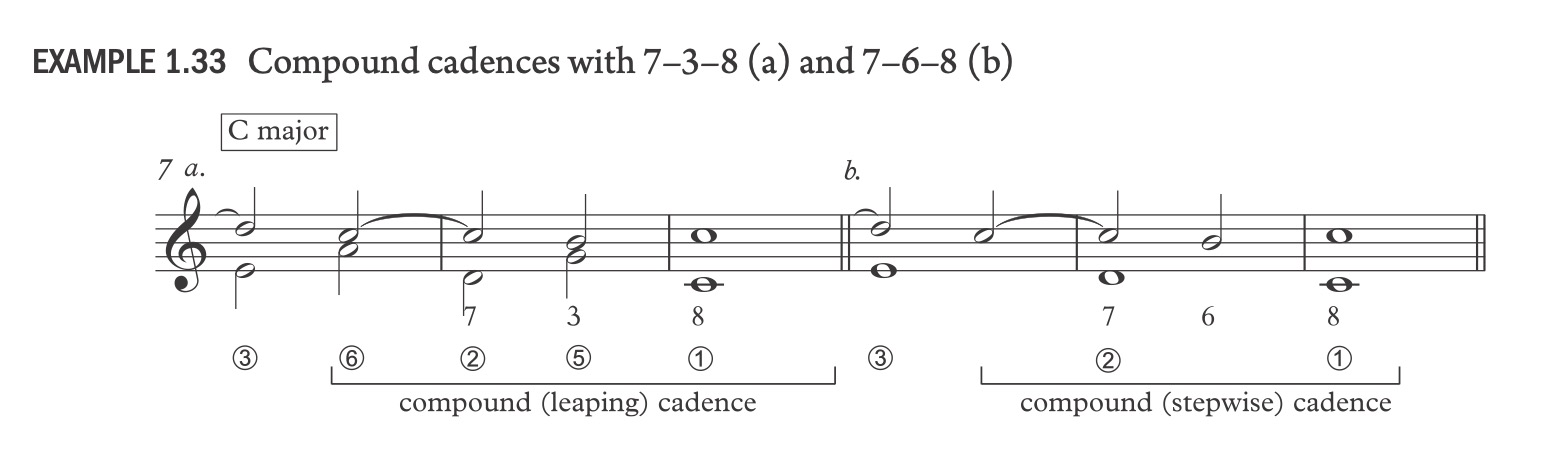 EXAMPLE 1.33 Compound cadences with 7–3–8 (a) and 7–6–8 (b)
C major
7 a. b.
7 3 8 7 6 8
③ ⑥ ② ⑤ ① ③ ② ①
compound (leaping) cadence compound (stepwise) cadence